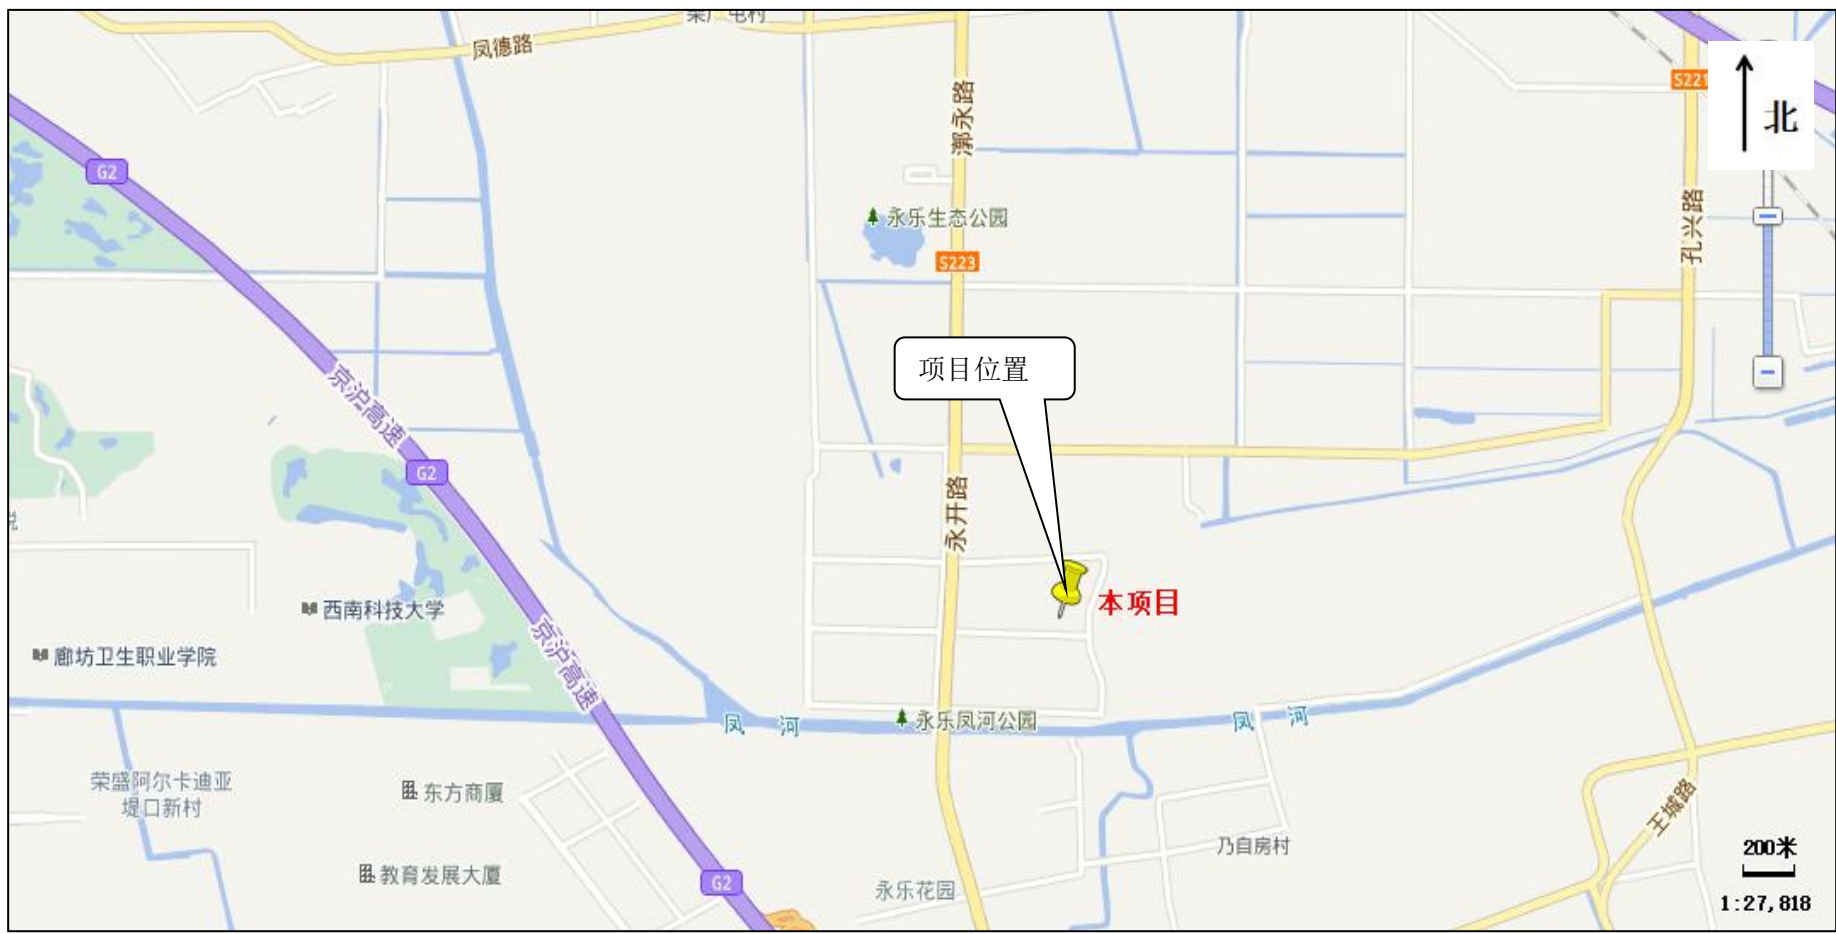 凤德路
漷永路
S221
北
G2
永乐生态公园
孔兴路
S223
项目位置
京沪高速
G2
永开路
本项目
西南科技大学
京沪高速
廊坊卫生职业学院
永乐凤河公园
凤 河
凤 河
荣盛阿尔卡迪亚
堤口新村
东方商厦
王城路
乃自房村
200米
教育发展大厦
G2
永乐花园
1:27,818